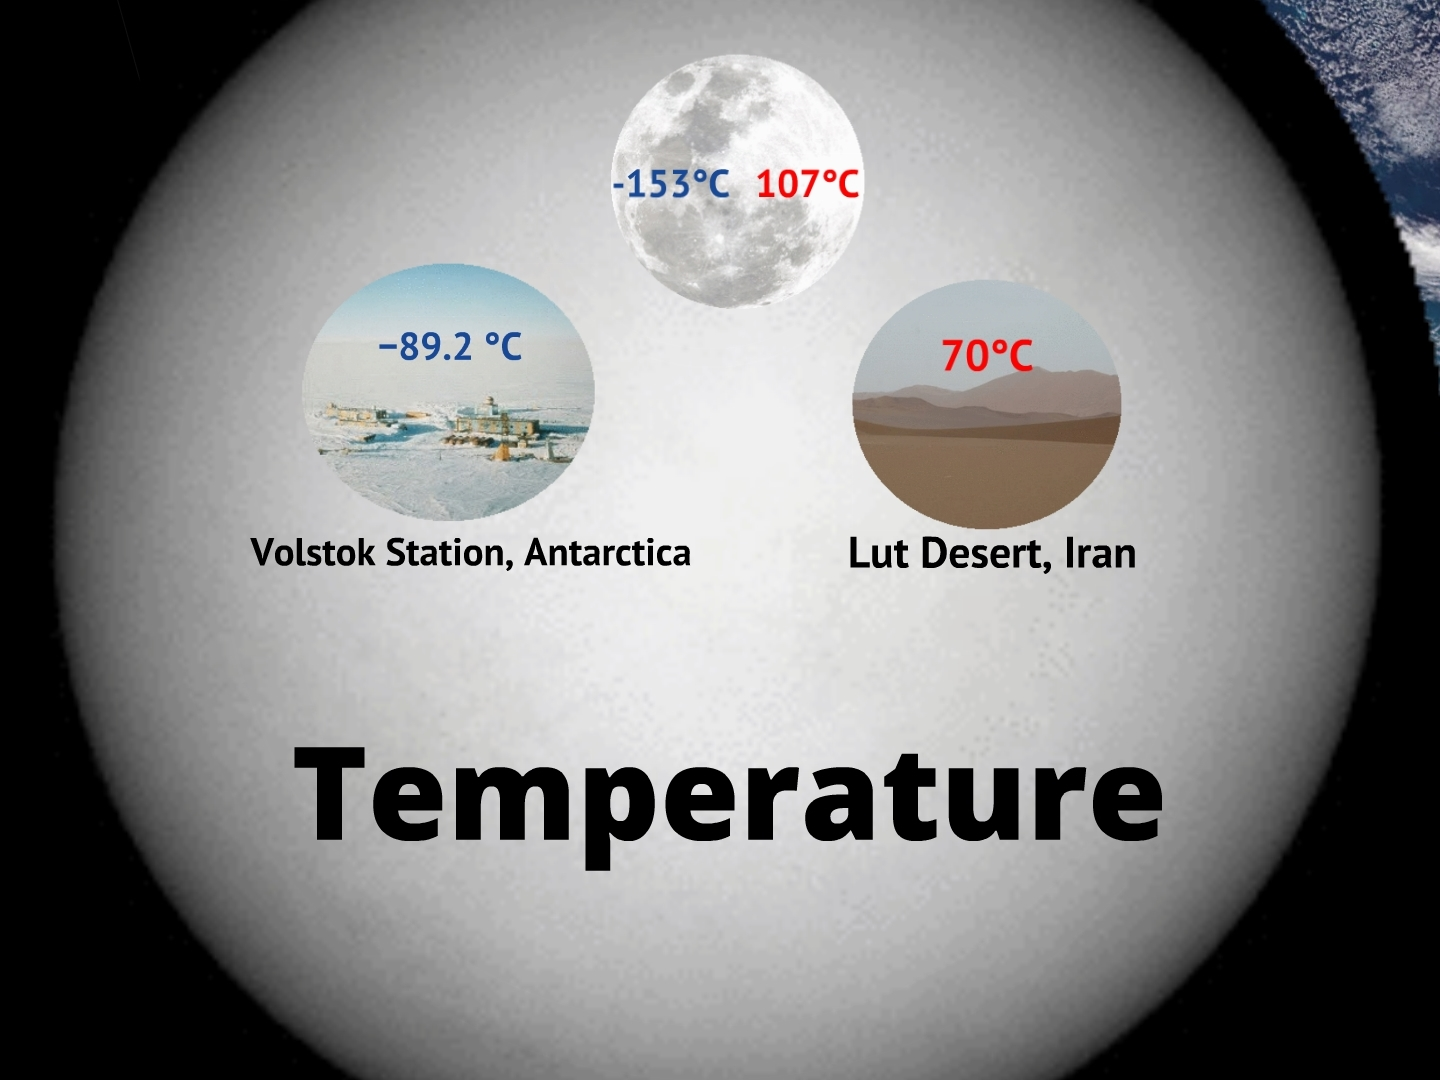 -153°C 107°C
−89.2 °C
70°C
Volstok Station, Antarctica
Lut Desert, Iran
Temperature